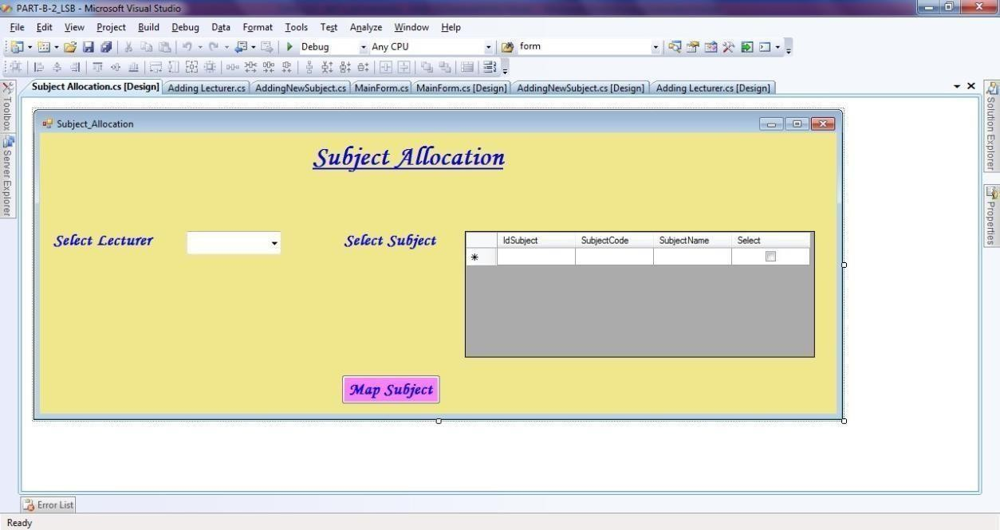 PART-B-2_LSB - Microsoft Visual Studio
File Edit View Project Build Debug Data Format Tools Test Analyze Window Help
Debug Any CPU form
Subject Allocation.cs [Design] Adding Lecturer.cs AddingNewSubject.cs MainForm.cs MainForm.cs [Design] AddingNewSubject.cs [Design] Adding Lecturer.cs [Design]
Toolbox
Server Explorer
Solution Explorer
Properties
Subject_Allocation
Subject Allocation
Select Lecturer
Select Subject
IdSubject SubjectCode SubjectName Select
Map Subject
Error List
Ready